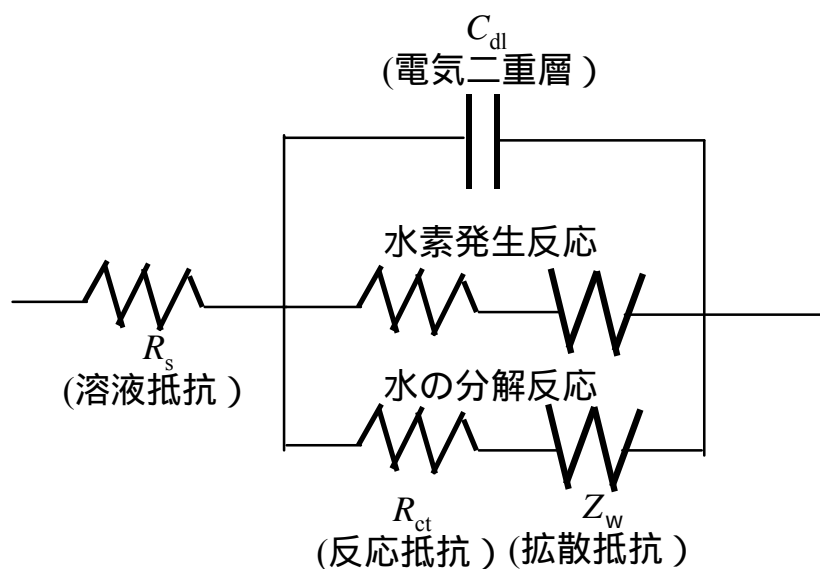 C_dl
(電気二重層）
水素発生反応
R_s
(溶液抵抗）
水の分解反応
R_ct Z_w
(反応抵抗）(拡散抵抗）